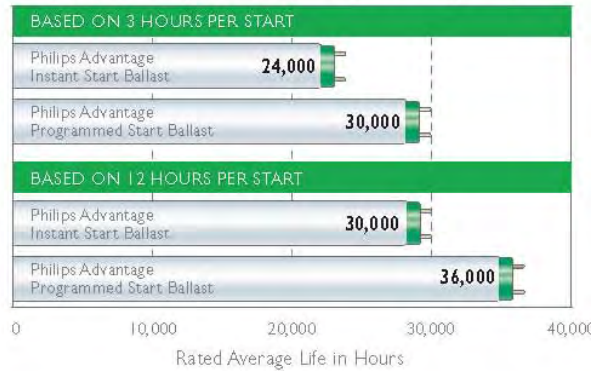 BASED ON 3 HOURS PER START
Philips Advantage
Instant Start Ballast
24,000
Philips Advantage
Programmed Start Ballast
30,000
BASED ON 12 HOURS PER START
Philips Advantage
Instant Start Ballast
30,000
Philips Advantage
Programmed Start Ballast
36,000
0 10,000 20,000 30,000 40,000
Rated Average Life in Hours